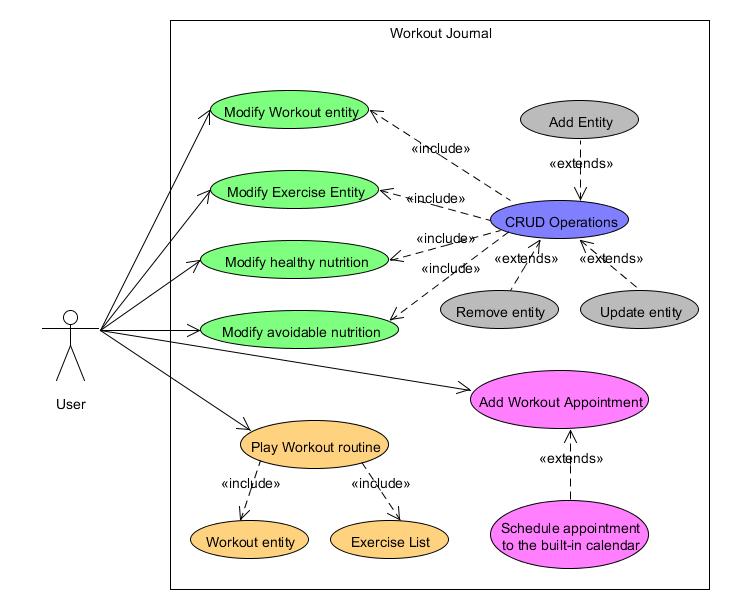 Workout Journal
Modify Workout entity
Add Entity
«include»
«extends»
Modify Exercise Entity
«include»
CRUD Operations
«include»
Modify healthy nutrition
«extends»
«extends»
«include»
Remove entity
Update entity
Modify avoidable nutrition
User
Add Workout Appointment
Play Workout routine
«extends»
«include»
«include»
Schedule appointment
to the built-in calendar
Workout entity
Exercise List